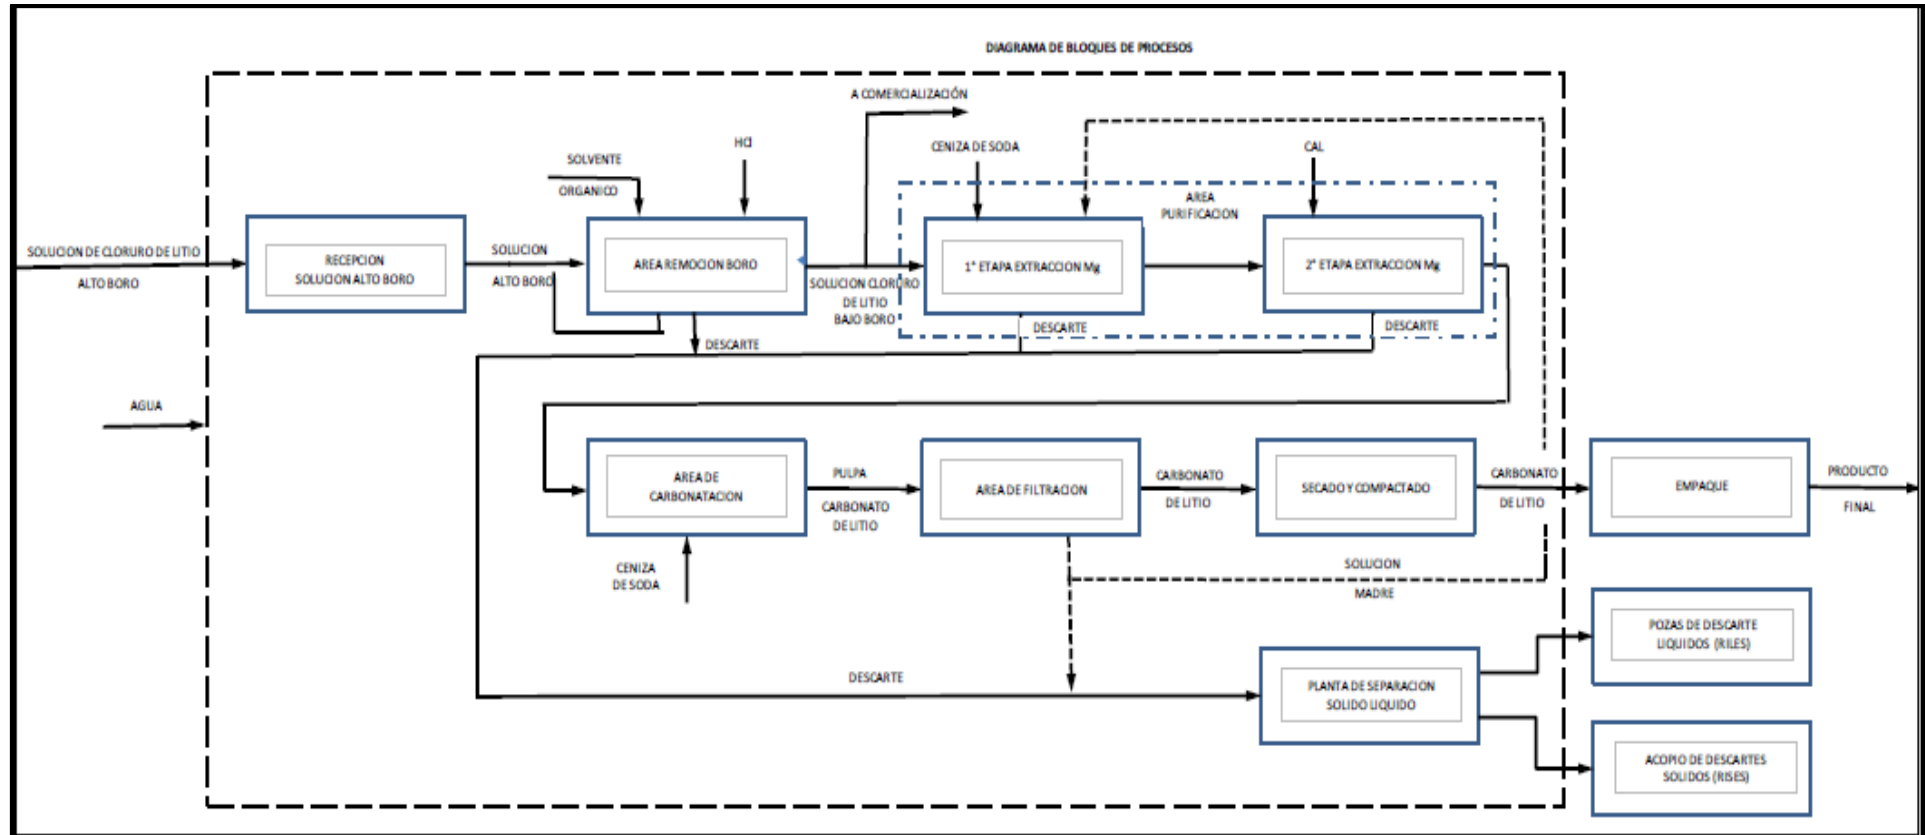 DIAGRAMA DE BLOQUES DE PROCESOS
A COMERCIALIZACIÓN
HCl
SOLVENTE
ORGANICO
CENIZA DE SODA
CAL
AREA
PURIFICACION
SOLUCION DE CLORURO DE LITIO
ALTO BORO
RECEPCION
SOLUCION ALTO BORO
SOLUCION
ALTO BORO
AREA REMOCION BORO
SOLUCION CLORURO
DE LITIO
BAJO BORO
1° ETAPA EXTRACCION Mg
2° ETAPA EXTRACCION Mg
DESCARTE
DESCARTE
DESCARTE
AGUA
AREA DE
CARBONATACION
PULPA
CARBONATO
DE LITIO
AREA DE FILTRACION
CARBONATO
DE LITIO
SECADO Y COMPACTADO
CARBONATO
DE LITIO
EMPAQUE
PRODUCTO
FINAL
CENIZA
DE SODA
SOLUCION
MADRE
DESCARTE
PLANTA DE SEPARACION
SOLIDO LIQUIDO
POZAS DE DESCARTE
LIQUIDOS (RILES)
ACOPIO DE DESCARTES
SOLIDOS (RISES)